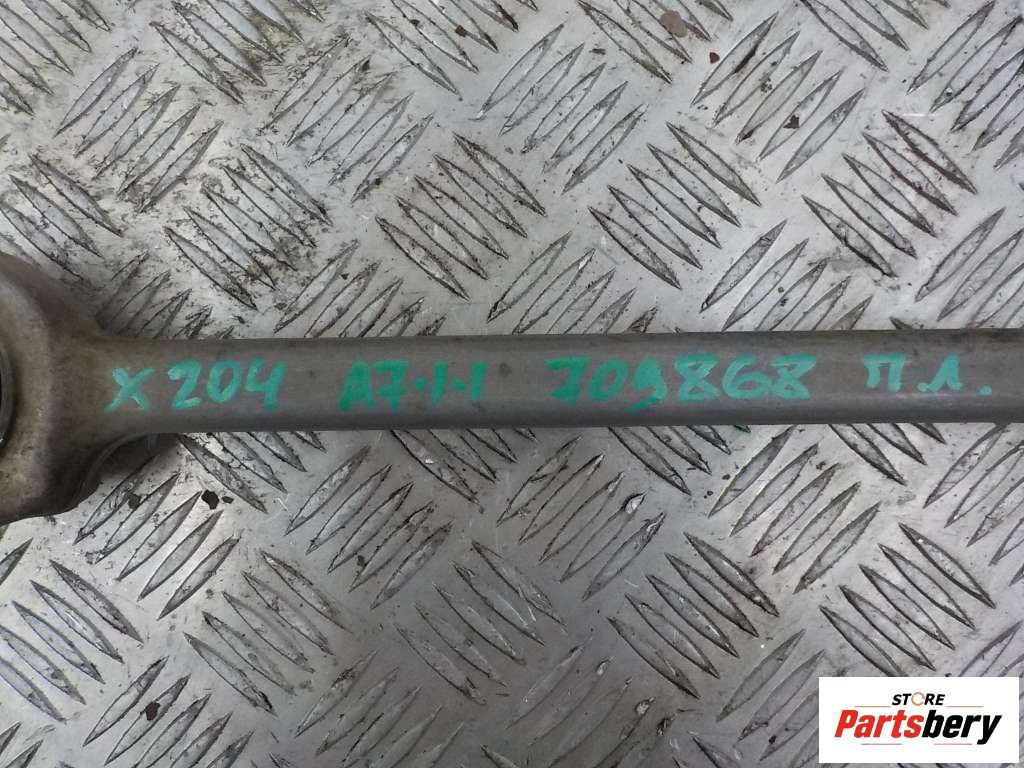 X204 A7-1-1 709868 П.Л.
STORE
Partsbery